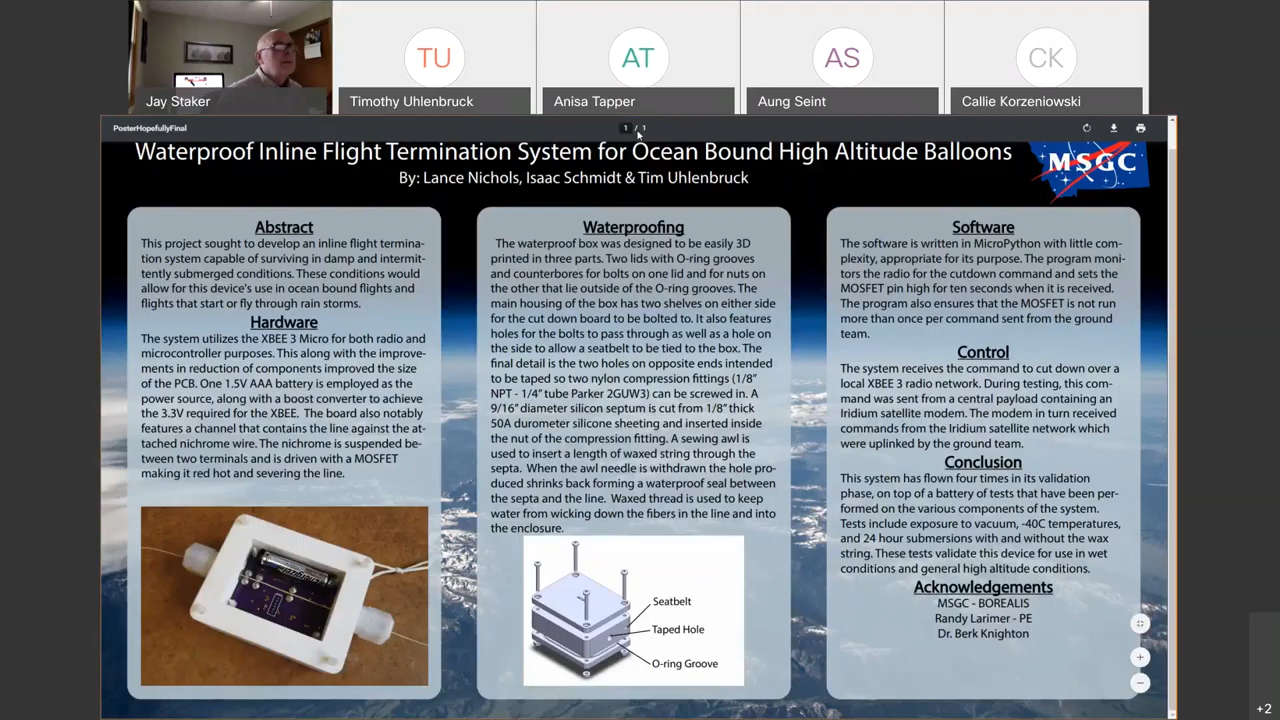 TU
AT
AS
CK
Jay Staker
Timothy Uhlenbruck
Anisa Tapper
Aung Seint
Callie Korzeniowski
PosterHopefullyFinal
1 / 1
Waterproof Inline Flight Termination System for Ocean Bound High Altitude Balloons
By: Lance Nichols, Isaac Schmidt & Tim Uhlenbruck
MSGC
Abstract
This project sought to develop an inline flight termina-
tion system capable of surviving in damp and intermit-
tently submerged conditions. These conditions would
allow for this device's use in ocean bound flights and
flights that start or fly through rain storms.
Hardware
The system utilizes the XBEE 3 Micro for both radio and
microcontroller purposes. This along with the improve-
ments in reduction of components improved the size
of the PCB. One 1.5V AAA battery is employed as the
power source, along with a boost converter to achieve
the 3.3V required for the XBEE. The board also notably
features a channel that contains the line against the at-
tached nichrome wire. The nichrome is suspended be-
tween two terminals and is driven with a MOSFET
making it red hot and severing the line.
Waterproofing
The waterproof box was designed to be easily 3D
printed in three parts. Two lids with O-ring grooves
and counterbores for bolts on one lid and for nuts on
the other that lie outside of the O-ring grooves. The
main housing of the box has two shelves on either side
for the cut down board to be bolted to. It also features
holes for the bolts to pass through as well as a hole on
the side to allow a seatbelt to be tied to the box. The
final detail is the two holes on opposite ends intended
to be taped so two nylon compression fittings (1/8"
NPT - 1/4" tube Parker 2GUW3) can be screwed in. A
9/16" diameter silicon septum is cut from 1/8" thick
50A durometer silicone sheeting and inserted inside
the nut of the compression fitting. A sewing awl is
used to insert a length of waxed string through the
septa. When the awl needle is withdrawn the hole pro-
duced shrinks back forming a waterproof seal between
the septa and the line. Waxed thread is used to keep
water from wicking down the fibers in the line and into
the enclosure.
Seatbelt
Taped Hole
O-ring Groove
Software
The software is written in MicroPython with little com-
plexity, appropriate for its purpose. The program moni-
tors the radio for the cutdown command and sets the
MOSFET pin high for ten seconds when it is received.
The program also ensures that the MOSFET is not run
more than once per command sent from the ground
team.
Control
The system receives the command to cut down over a
local XBEE 3 radio network. During testing, this com-
mand was sent from a central payload containing an
Iridium satellite modem. The modem in turn received
commands from the Iridium satellite network which
were uplinked by the ground team.
Conclusion
This system has flown four times in its validation
phase, on top of a battery of tests that have been per-
formed on the various components of the system.
Tests include exposure to vacuum, -40C temperatures,
and 24 hour submersions with and without the wax
string. These tests validate this device for use in wet
conditions and general high altitude conditions.
Acknowledgements
MSGC - BOREALIS
Randy Larimer - PE
Dr. Berk Knighton
+2